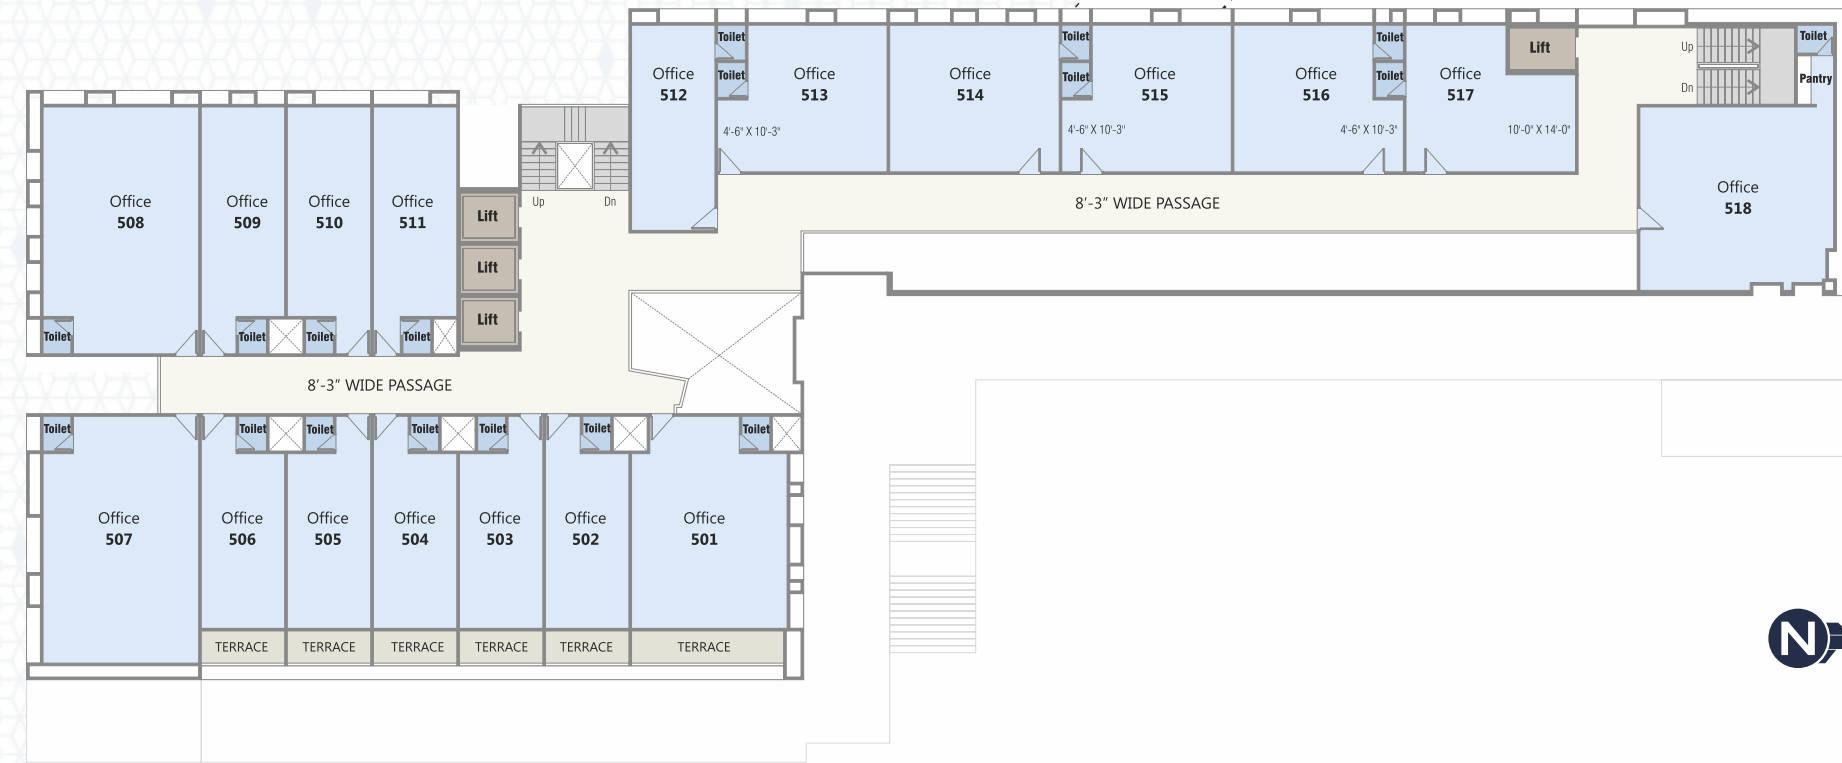 Toilet
Toilet
Toilet
Toilet
Lift
Up
Toilet
Office
512
Toilet
Office
513
Office
514
Toilet
Office
515
Office
516
Toilet
Office
517
Dn
Pantry
4'-6" X 10'-3"
4'-6" X 10'-3"
4'-6" X 10'-3"
10'-0" X 14'-0"
Office
508
Office
509
Office
510
Office
511
Up
Dn
8'-3" WIDE PASSAGE
Office
518
Lift
Lift
Lift
Toilet
Toilet
Toilet
Toilet
8'-3" WIDE PASSAGE
Toilet
Toilet
Toilet
Toilet
Toilet
Toilet
Toilet
Office
507
Office
506
Office
505
Office
504
Office
503
Office
502
Office
501
TERRACE
TERRACE
TERRACE
TERRACE
TERRACE
TERRACE
N